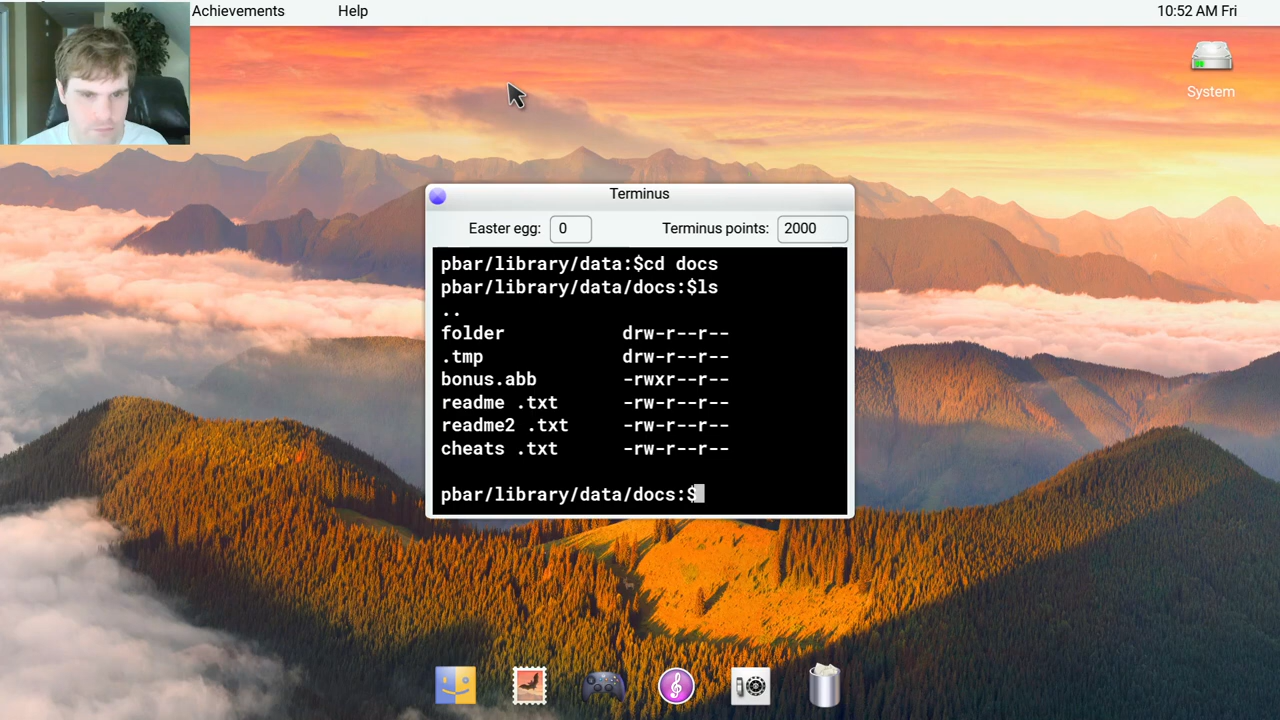 Achievements Help 10:52 AM Fri
System
Terminus
Easter egg: 0 Terminus points: 2000
pbar/library/data:$cd docs
pbar/library/data/docs:$ls
..
folder drw-r--r--
.tmp drw-r--r--
bonus.abb -rwxr--r--
readme .txt -rw-r--r--
readme2 .txt -rw-r--r--
cheats .txt -rw-r--r--
pbar/library/data/docs:$